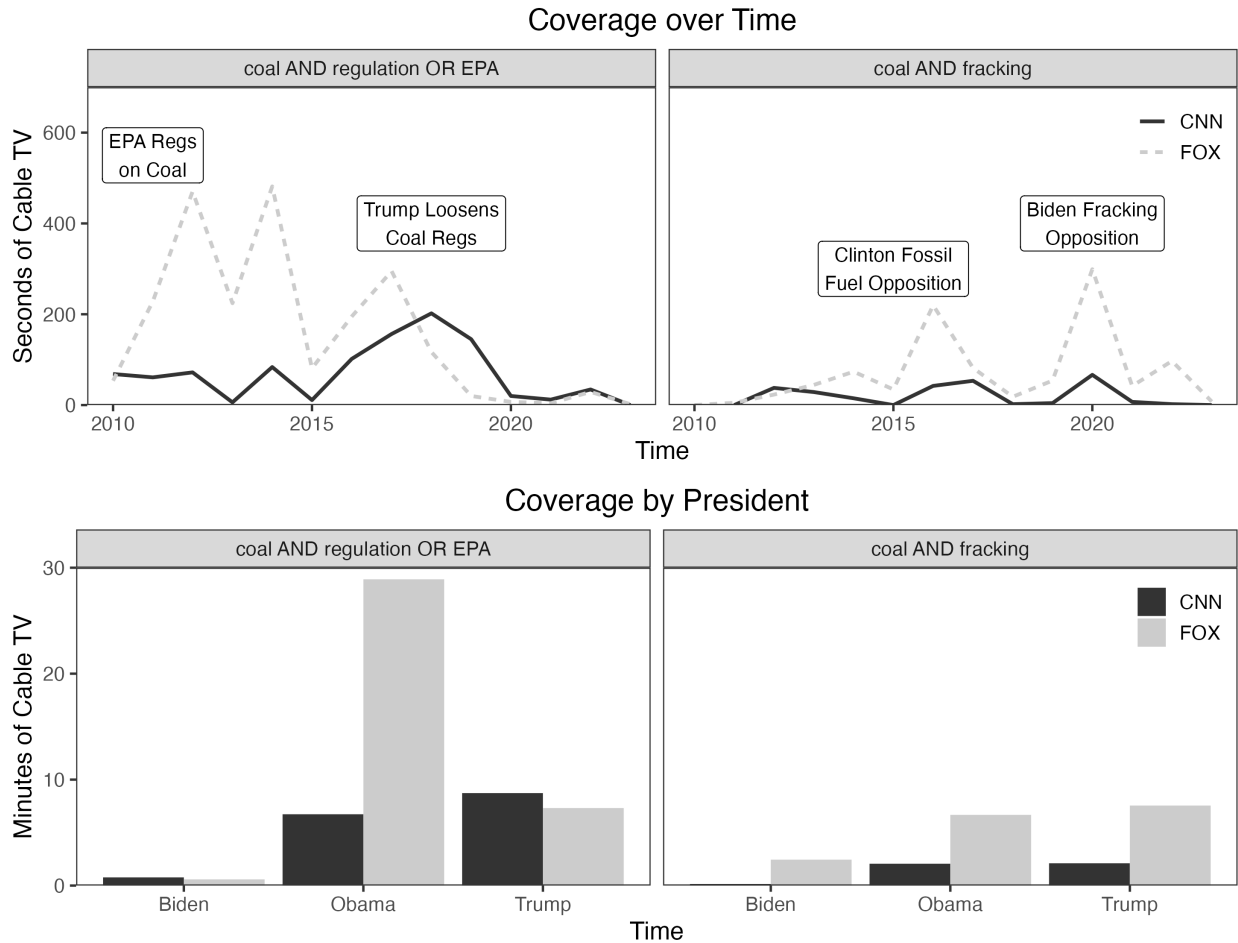 Coverage over Time
coal AND regulation OR EPA
coal AND fracking
Seconds of Cable TV
600
400
200
0
EPA Regs
on Coal
Trump Loosens
Coal Regs
Clinton Fossil
Fuel Opposition
Biden Fracking
Opposition
CNN
FOX
2010
2015
2020
2010
2015
2020
Time
Coverage by President
coal AND regulation OR EPA
coal AND fracking
Minutes of Cable TV
30
20
10
0
CNN
FOX
Biden
Obama
Trump
Biden
Obama
Trump
Time